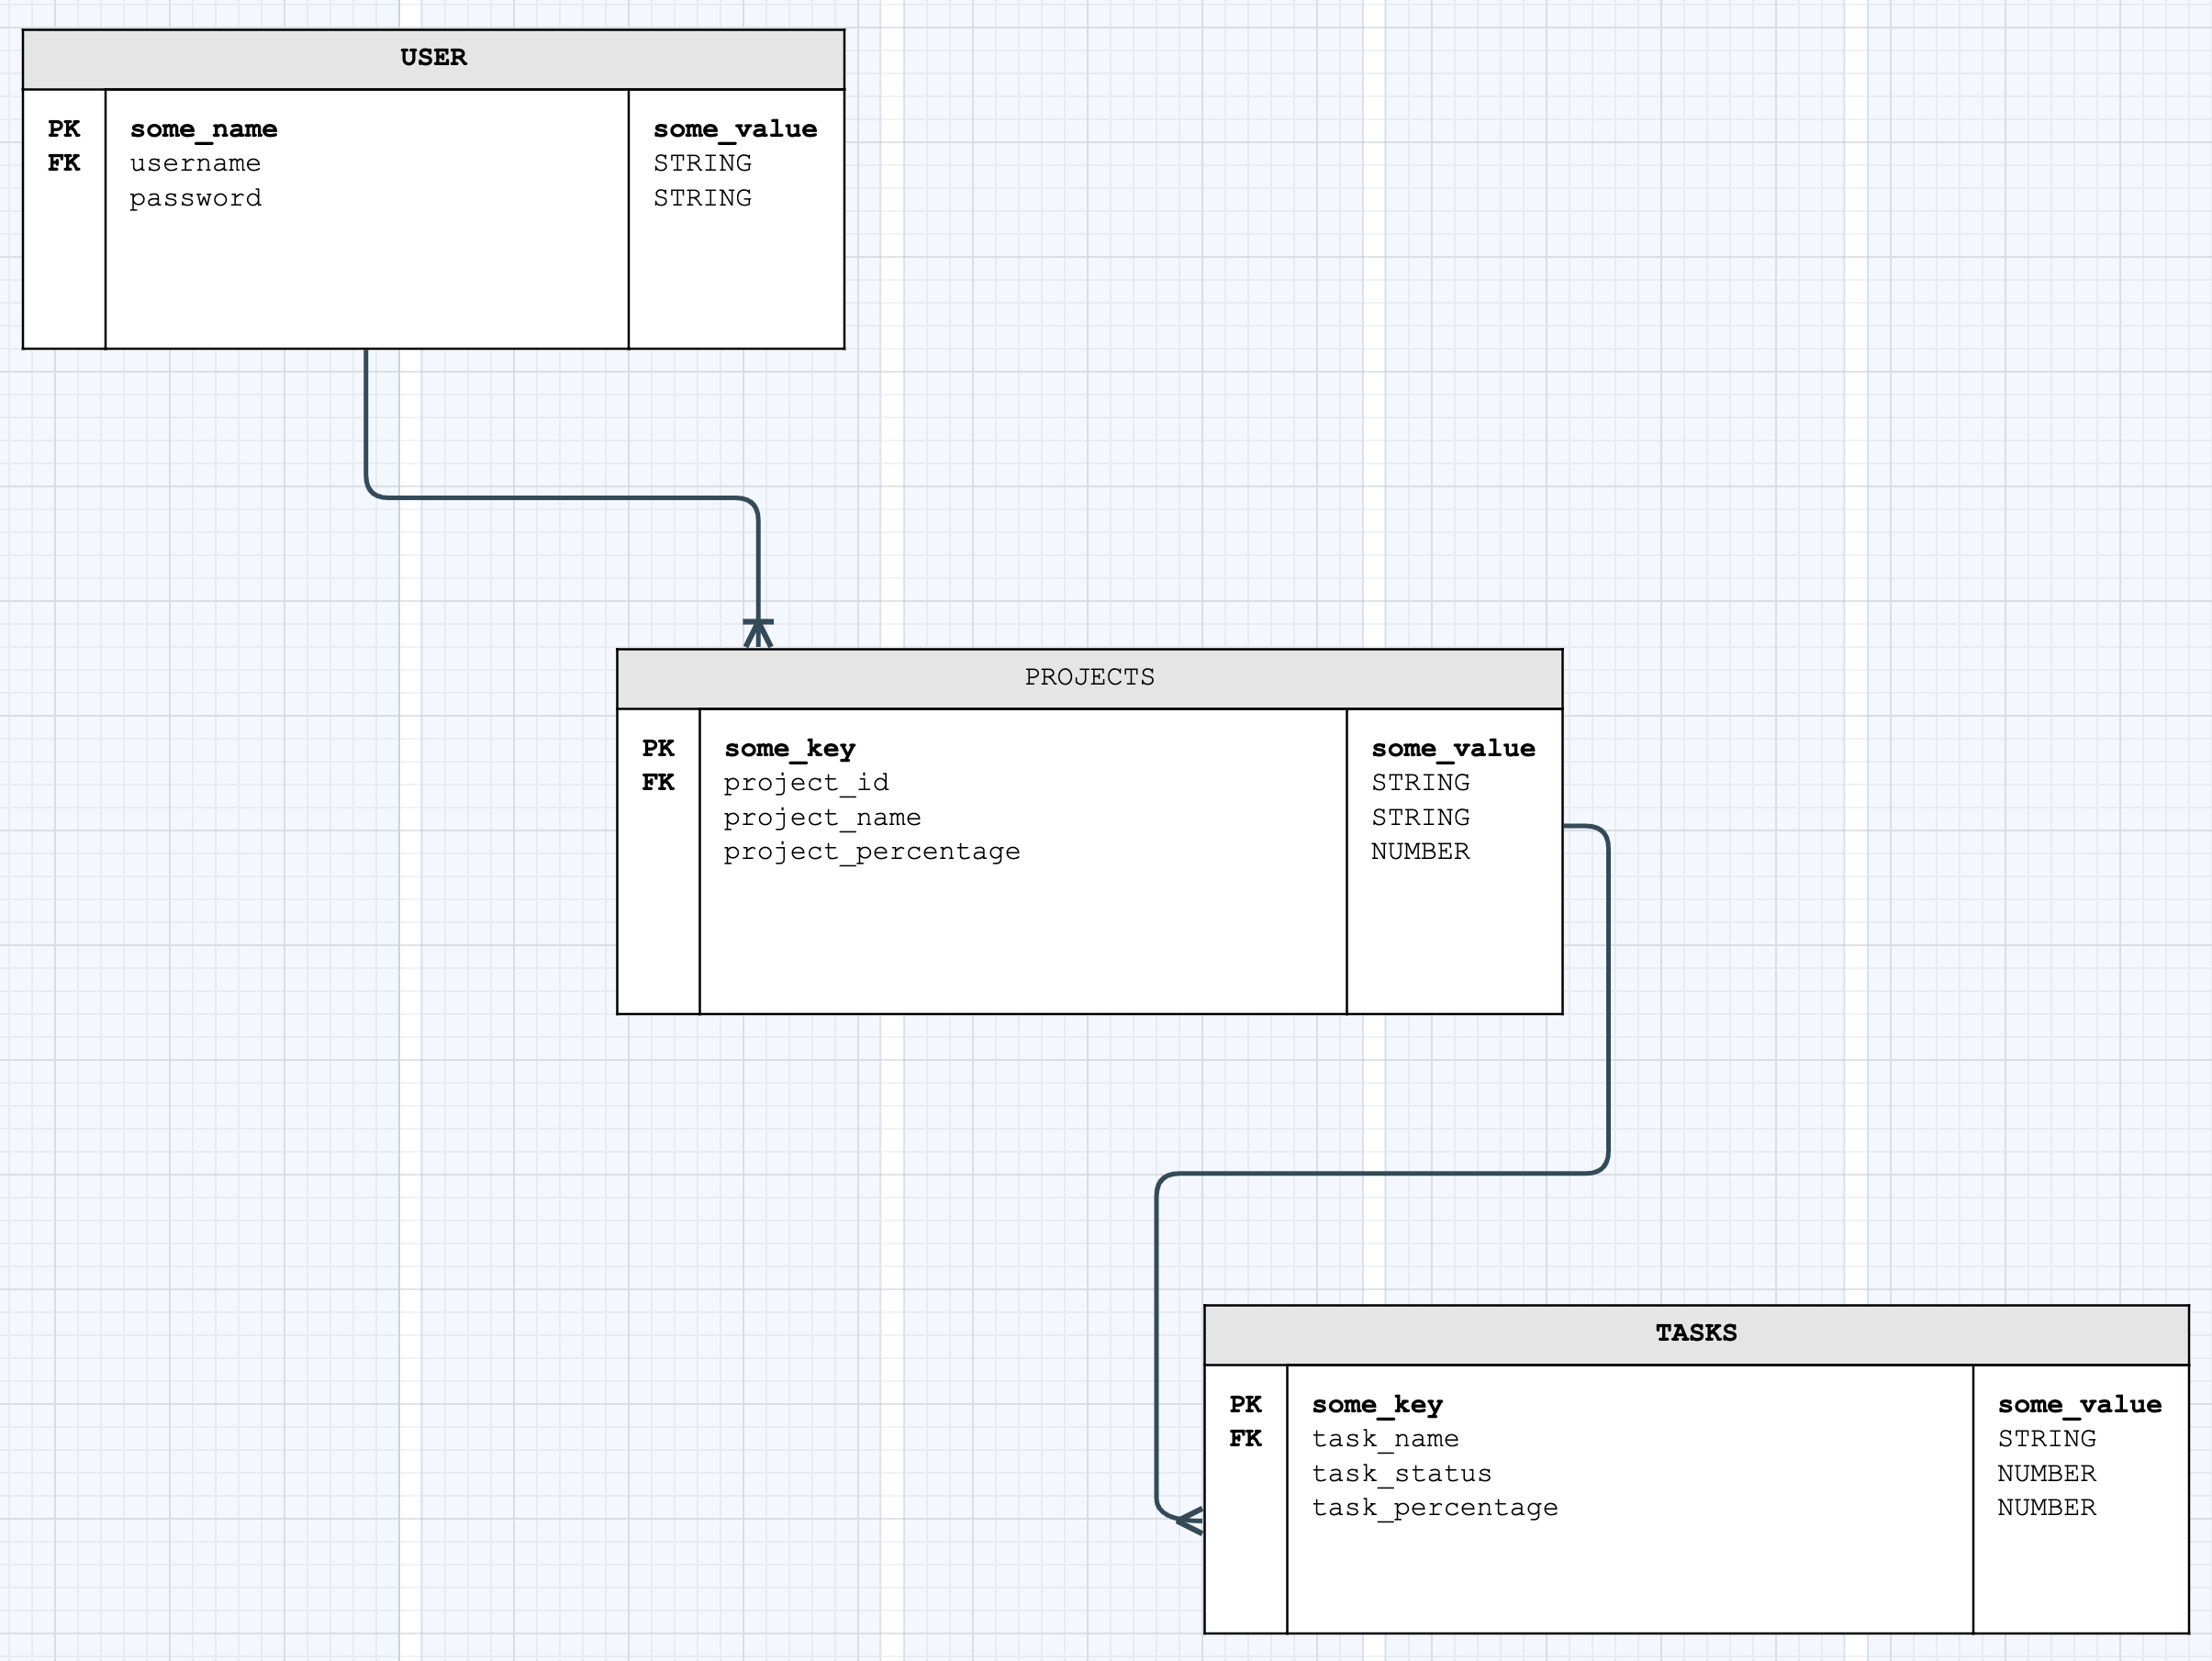 USER
PK some_name some_value
FK username STRING
password STRING
PROJECTS
PK some_key some_value
FK project_id STRING
project_name STRING
project_percentage NUMBER
TASKS
PK some_key some_value
FK task_name STRING
task_status NUMBER
task_percentage NUMBER